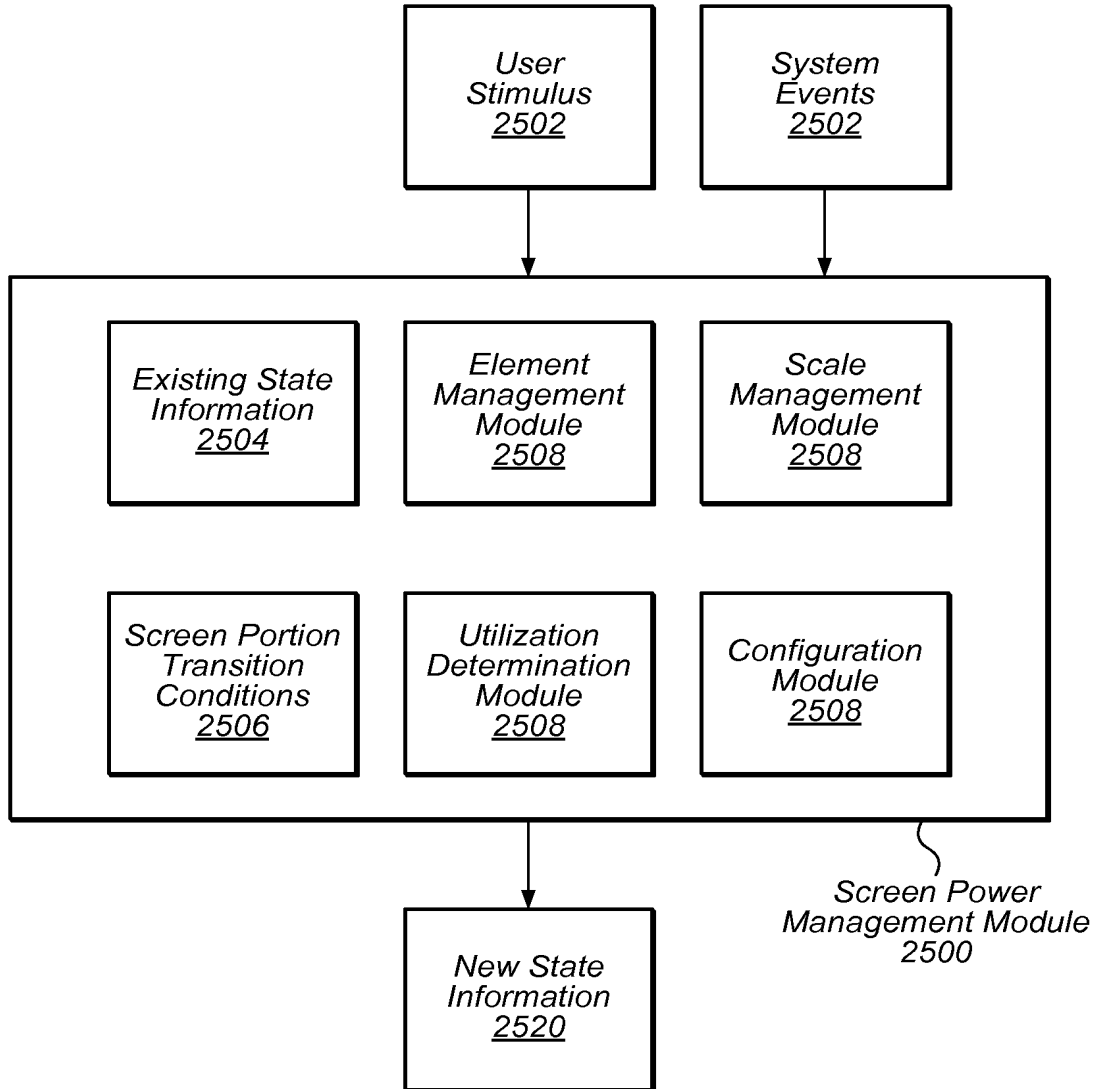 User
Stimulus
2502
System
Events
2502
Existing State
Information
2504
Element
Management
Module
2508
Scale
Management
Module
2508
Screen Portion
Transition
Conditions
2506
Utilization
Determination
Module
2508
Configuration
Module
2508
Screen Power
Management Module
2500
New State
Information
2520